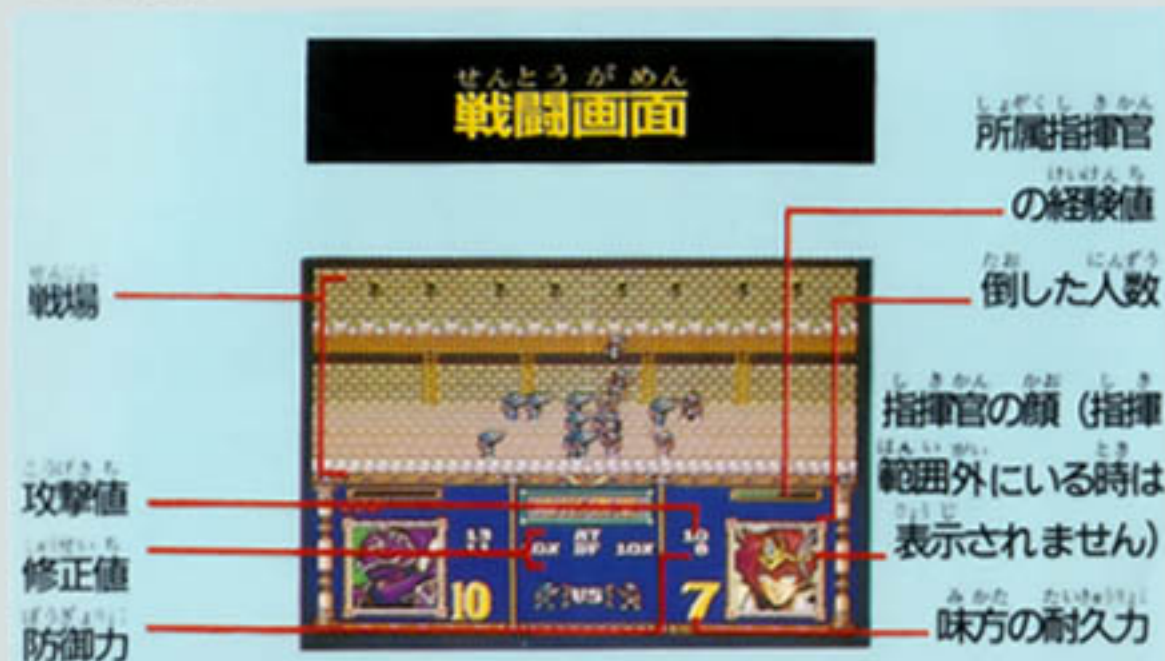 せんとうがめん
戦闘画面
せんじょう
戦場
こうげきち
攻撃値
しゅうせいち
修正値
ぼうぎょりょく
防御力
しょぞくしきかん
所属指揮官
けいけんち
の経験値
たお にんずう
倒した人数
しきかん かお しき
指揮官の顔（指揮
はんいがい とき
範囲外にいる時は
ひょうじ
表示されません）
みかた たいきゅうりょく
味方の耐久力
13 AT 10
0% DF 10% 6
10 VS 7